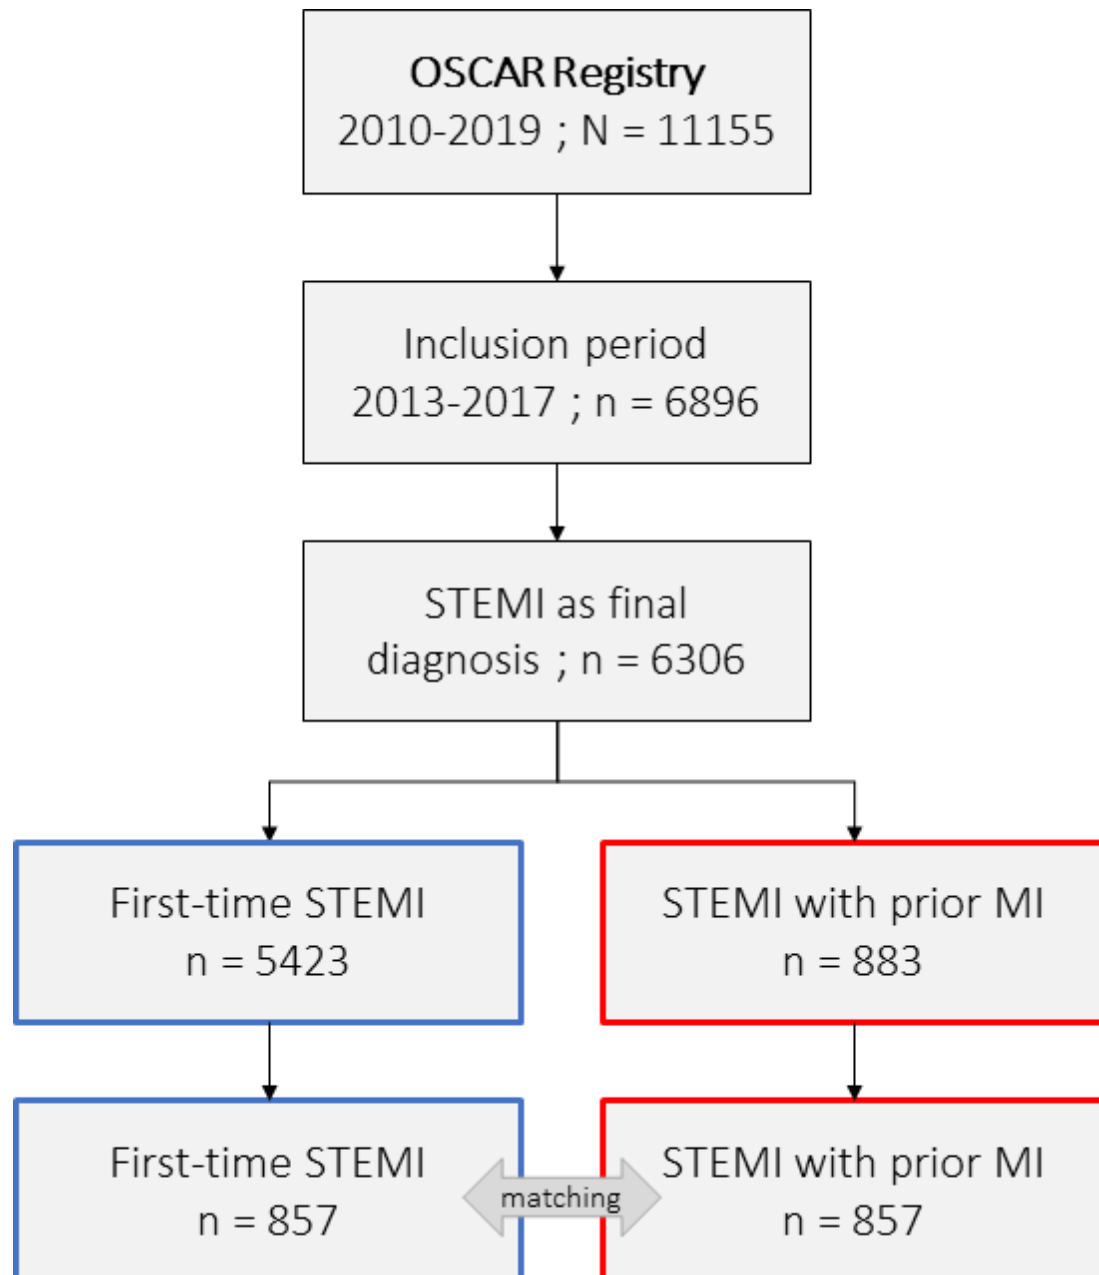 OSCAR Registry
2010-2019 ; N = 11155
Inclusion period
2013-2017 ; n = 6896
STEMI as final
diagnosis ; n = 6306
First-time STEMI
n = 5423
STEMI with prior MI
n = 883
First-time STEMI
n = 857
matching
STEMI with prior MI
n = 857